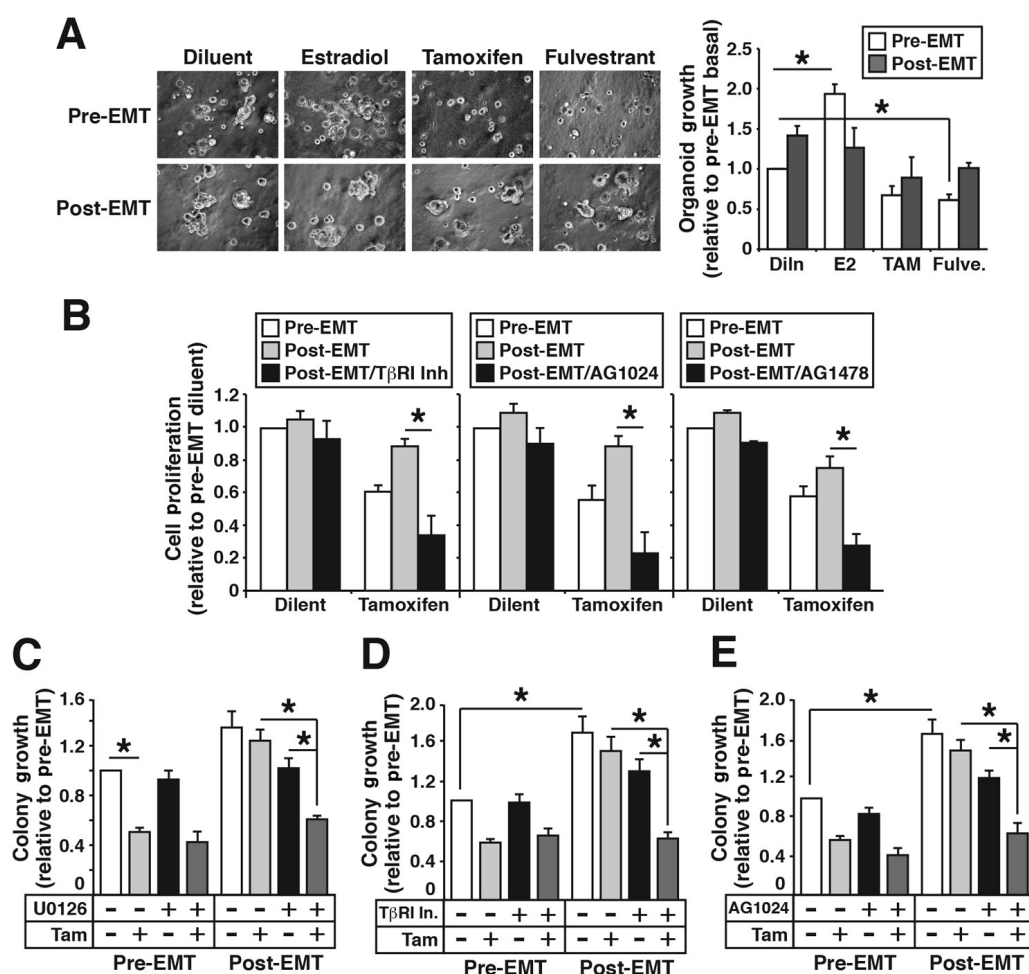 A
Diluent Estradiol Tamoxifen Fulvestrant
Pre-EMT
Post-EMT
Organoid growth
(relative to pre-EMT basal)
2.5
2.0
1.5
1.0
0.5
0
Pre-EMT
Post-EMT
*
*
Diln E2 TAM Fulve.
B
Pre-EMT
Post-EMT
Post-EMT/TβRI Inh
Pre-EMT
Post-EMT
Post-EMT/AG1024
Pre-EMT
Post-EMT
Post-EMT/AG1478
Cell proliferation
(relative to pre-EMT diluent)
1.2
1.0
0.8
0.6
0.4
0.2
0
* * *
Dilent Tamoxifen Dilent Tamoxifen Dilent Tamoxifen
C
Colony growth
(relative to pre-EMT)
1.6
1.2
0.8
0.4
0
*
*
*
U0126 – – + + – – + +
Tam – + – + – + – +
Pre-EMT Post-EMT
D
Colony growth
(relative to pre-EMT)
2.0
1.6
1.2
0.8
0.4
0
*
*
*
TβRI In. – – + + – – + +
Tam – + – + – + – +
Pre-EMT Post-EMT
E
Colony growth
(relative to pre-EMT)
2.0
1.6
1.2
0.8
0.4
0
*
*
*
AG1024 – – + + – – + +
Tam – + – + – + – +
Pre-EMT Post-EMT